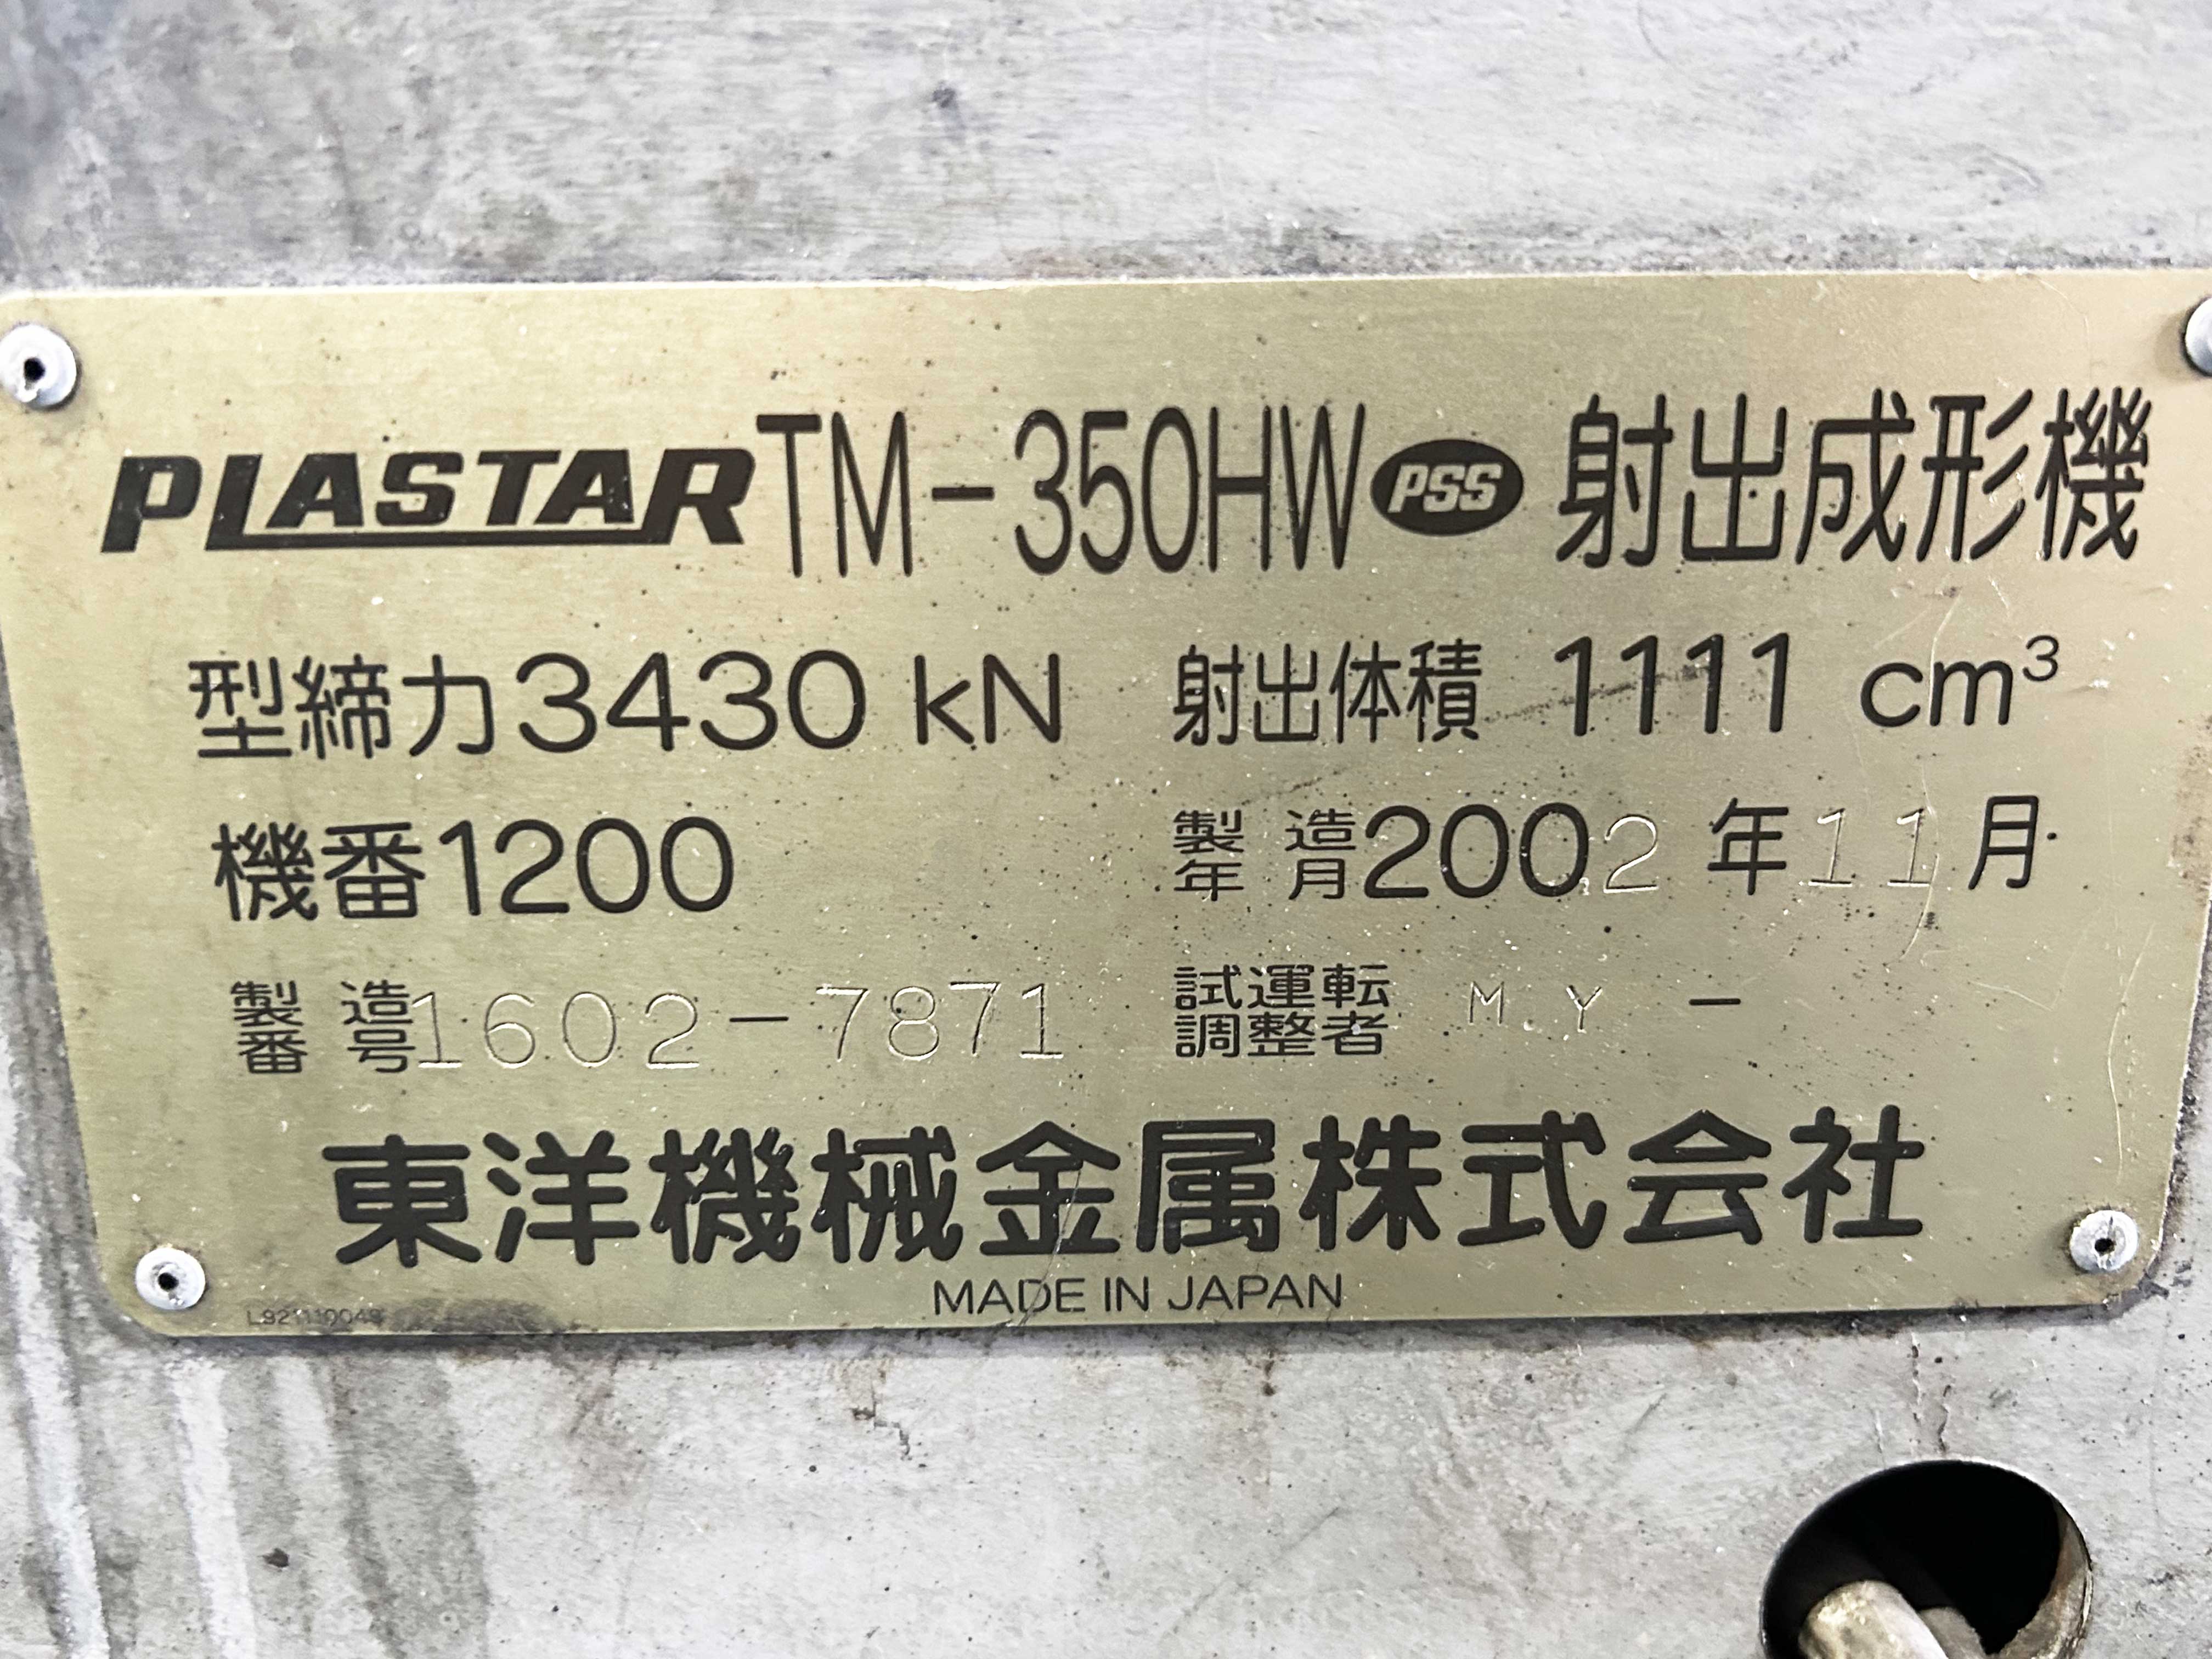 PLASTAR TM-350HW PSS 射出成形機
型締力 3430 kN 射出体積 1111 cm³
機番 1200 製造年月 2002 年 11 月
製造番号 1602-7871 試運転調整者 M Y -
東洋機械金属株式会社
MADE IN JAPAN